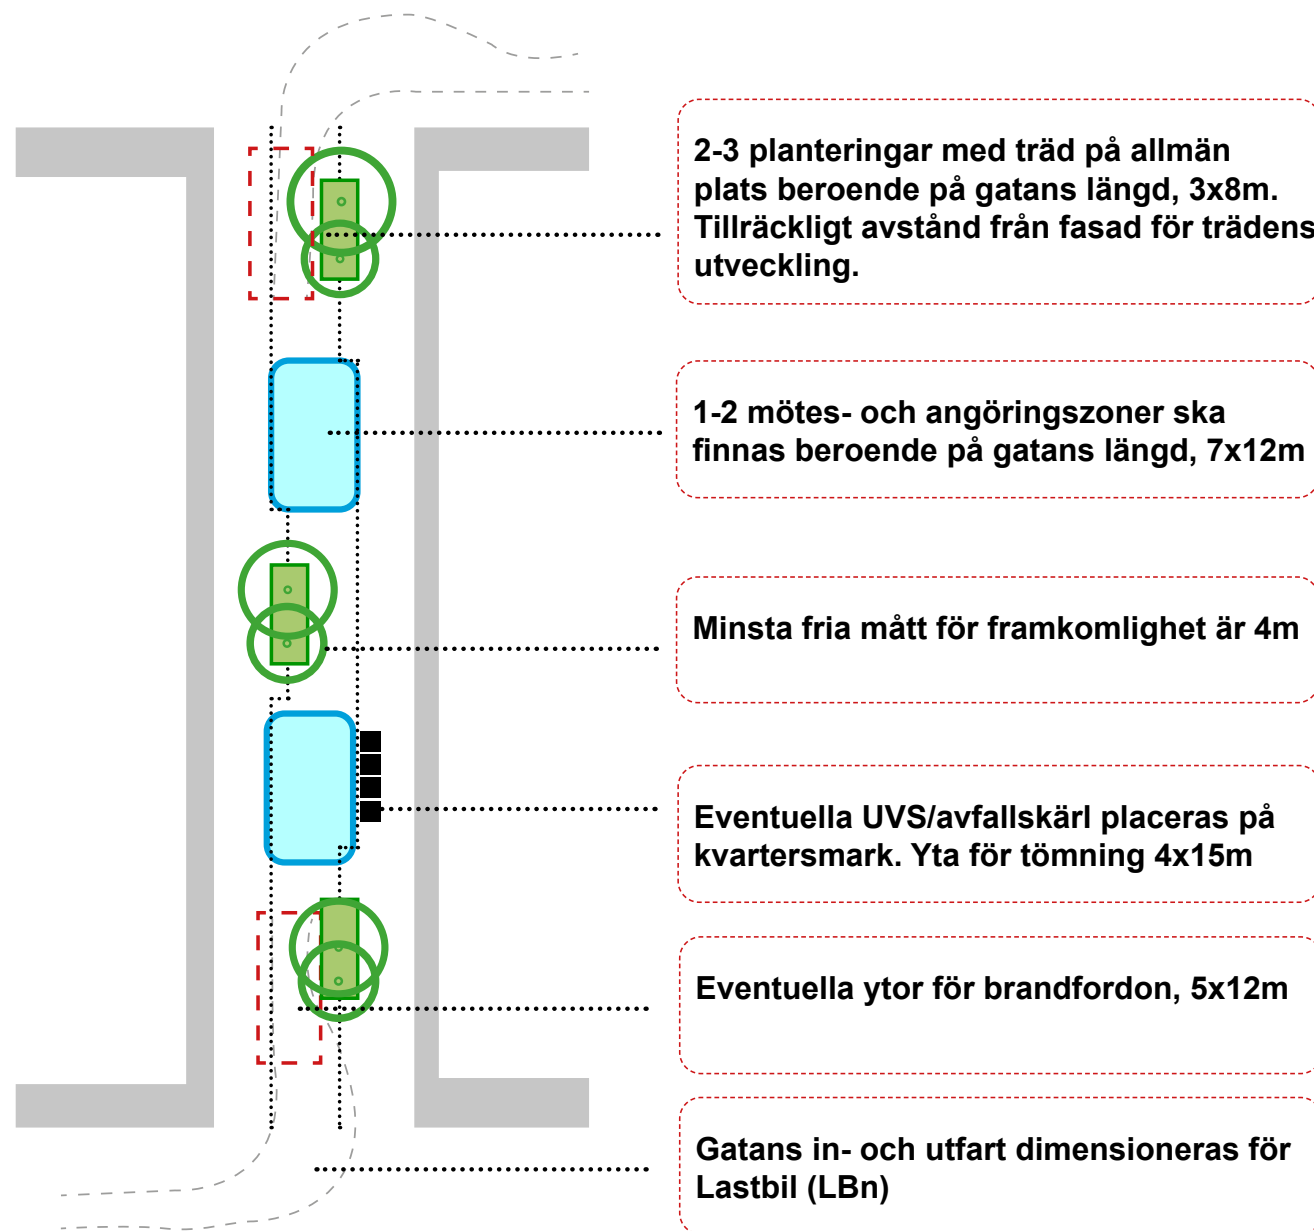 2-3 planteringar med träd på allmän
plats beroende på gatans längd, 3x8m.
Tillräckligt avstånd från fasad för trädens
utveckling.
1-2 mötes- och angöringszoner ska
finnas beroende på gatans längd, 7x12m
Minsta fria mått för framkomlighet är 4m
Eventuella UVS/avfallskärl placeras på
kvartersmark. Yta för tömning 4x15m
Eventuella ytor för brandfordon, 5x12m
Gatans in- och utfart dimensioneras för
Lastbil (LBn)